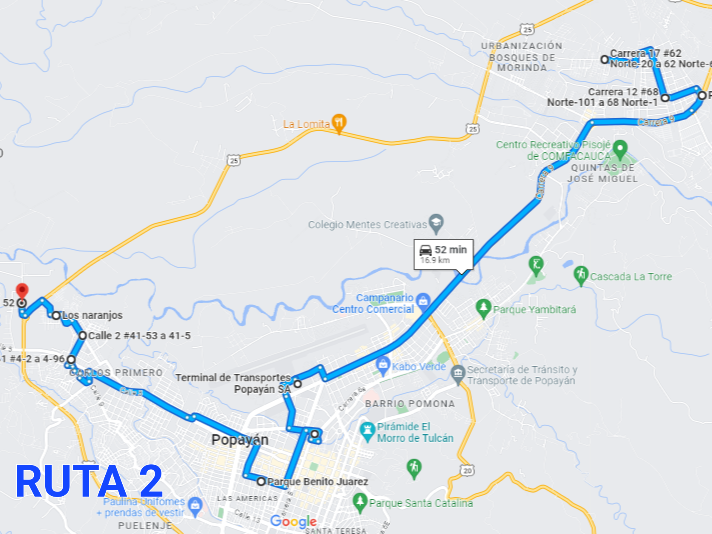 25
URBANIZACIÓN
BOSQUES DE
MORINDA
Carrera 17 #62
Norte-20 a 62 Norte-6
Carrera 12 #68
Norte-101 a 68 Norte-1
La Lomita
25
Carrera 9
25
Centro Recreativo Pisojé
de COMFACAUCA
QUINTAS DE
JOSÉ MIGUEL
Colegio Mentes Creativas
52 min
16.9 km
Cascada La Torre
52
Los naranjos
Campanario
Centro Comercial
Parque Yambitará
Calle 2 #41-53 a 41-5
1 #4-2 a 4-96
LOS PRIMERO
Terminal de Transportes
Popayán SA
Kabo Verde
Secretaria de Tránsito y
Transporte de Popayán
BARRIO POMONA
Popayán
Pirámide El
Morro de Tulcán
RUTA 2
Parque Benito Juarez
20
LAS AMERICAS
Paulina Uniformes
+ prendas de vestir
Parque Santa Catalina
PUELENJE
Google
SANTA TERESA